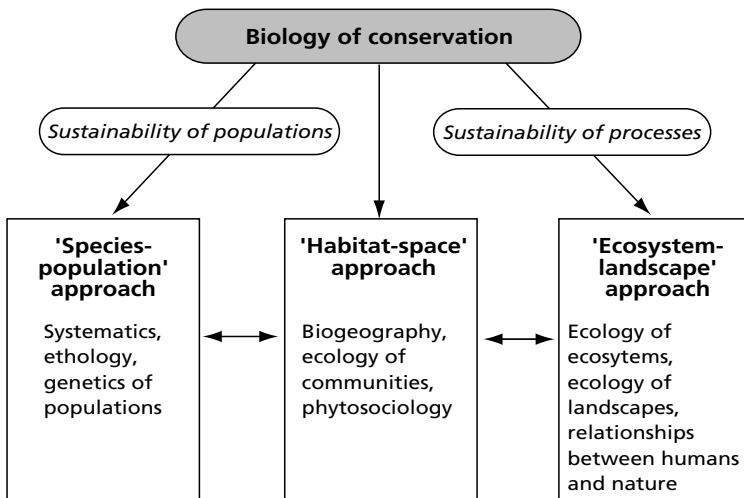 Biology of conservation
Sustainability of populations
Sustainability of processes
'Species-
population'
approach
Systematics,
ethology,
genetics of
populations
'Habitat-space'
approach
Biogeography,
ecology of
communities,
phytosociology
'Ecosystem-
landscape'
approach
Ecology of
ecosytems,
ecology of
landscapes,
relationships
between humans
and nature